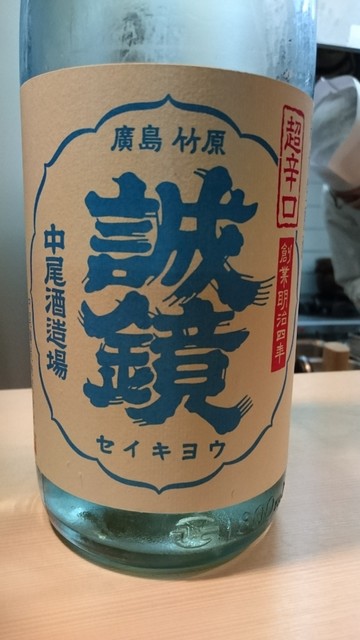 廣島 竹原
超辛口
誠鏡
創業明治四年
中尾酒造場
セイキヨウ